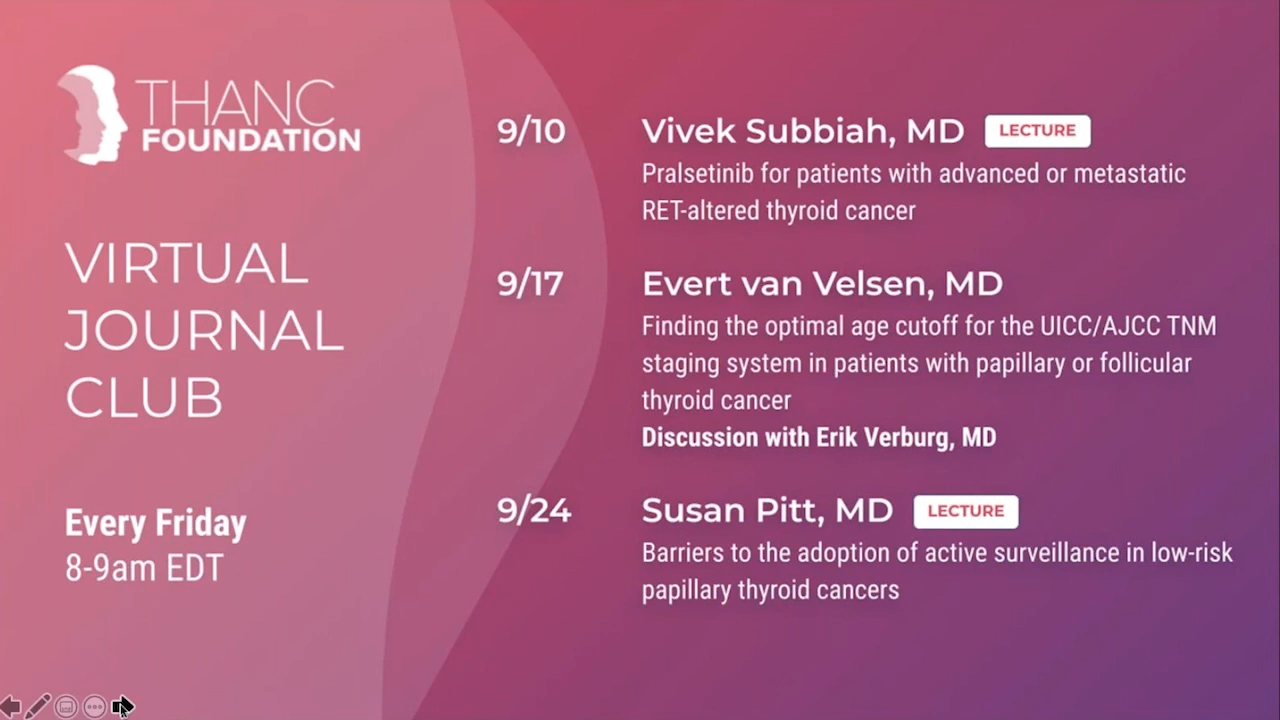 THANC
FOUNDATION
VIRTUAL
JOURNAL
CLUB
Every Friday
8-9am EDT
9/10
Vivek Subbiah, MD LECTURE
Pralsetinib for patients with advanced or metastatic
RET-altered thyroid cancer
9/17
Evert van Velsen, MD
Finding the optimal age cutoff for the UICC/AJCC TNM
staging system in patients with papillary or follicular
thyroid cancer
Discussion with Erik Verburg, MD
9/24
Susan Pitt, MD LECTURE
Barriers to the adoption of active surveillance in low-risk
papillary thyroid cancers